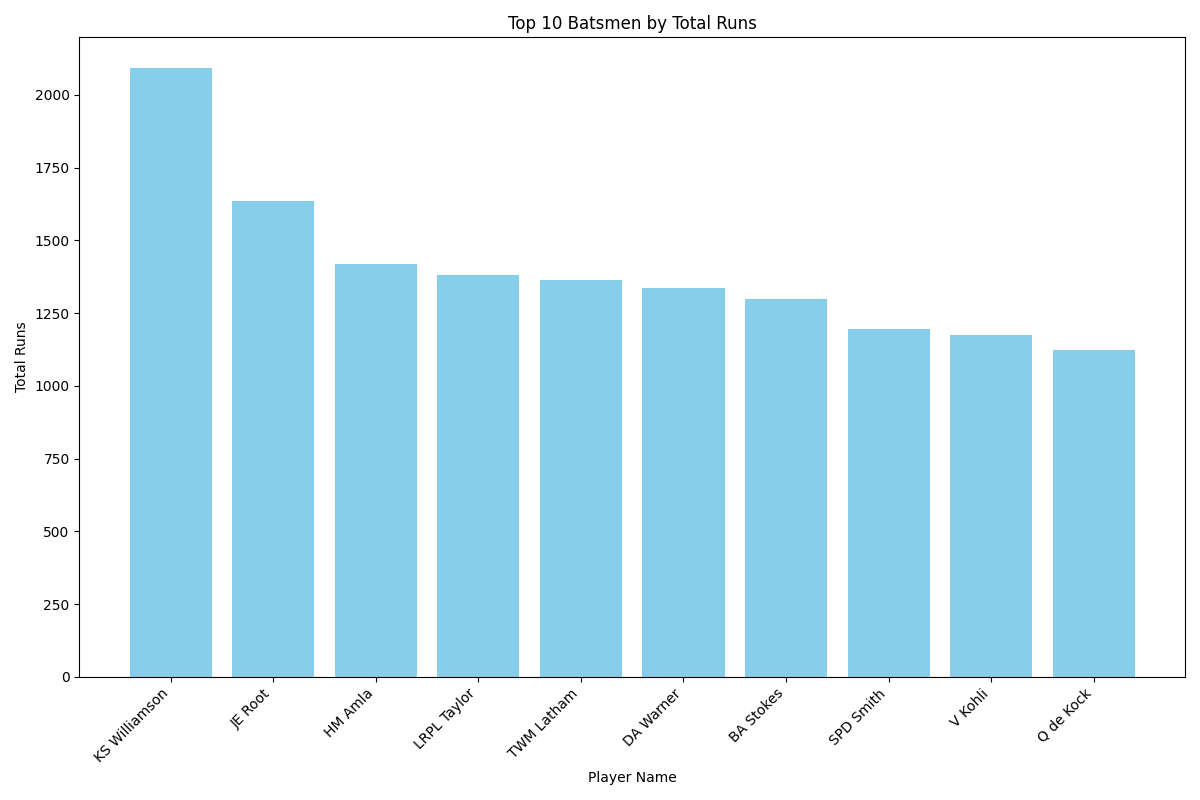 Top 10 Batsmen by Total Runs
Total Runs
2000
1750
1500
1250
1000
750
500
250
0
KS Williamson
JE Root
HM Amla
LRPL Taylor
TWM Latham
DA Warner
BA Stokes
SPD Smith
V Kohli
Q de Kock
Player Name